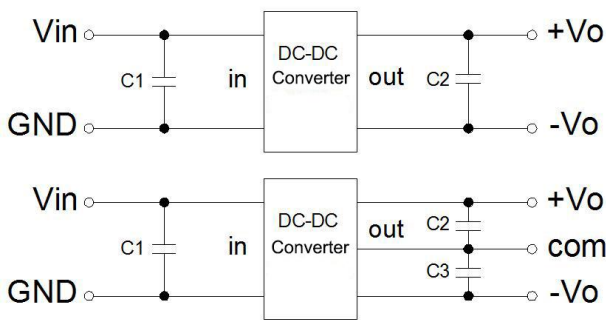 Vin
DC-DC
Converter
+Vo
C1
in
out
C2
GND
-Vo
Vin
DC-DC
Converter
+Vo
out
C2
C1
in
com
C3
GND
-Vo